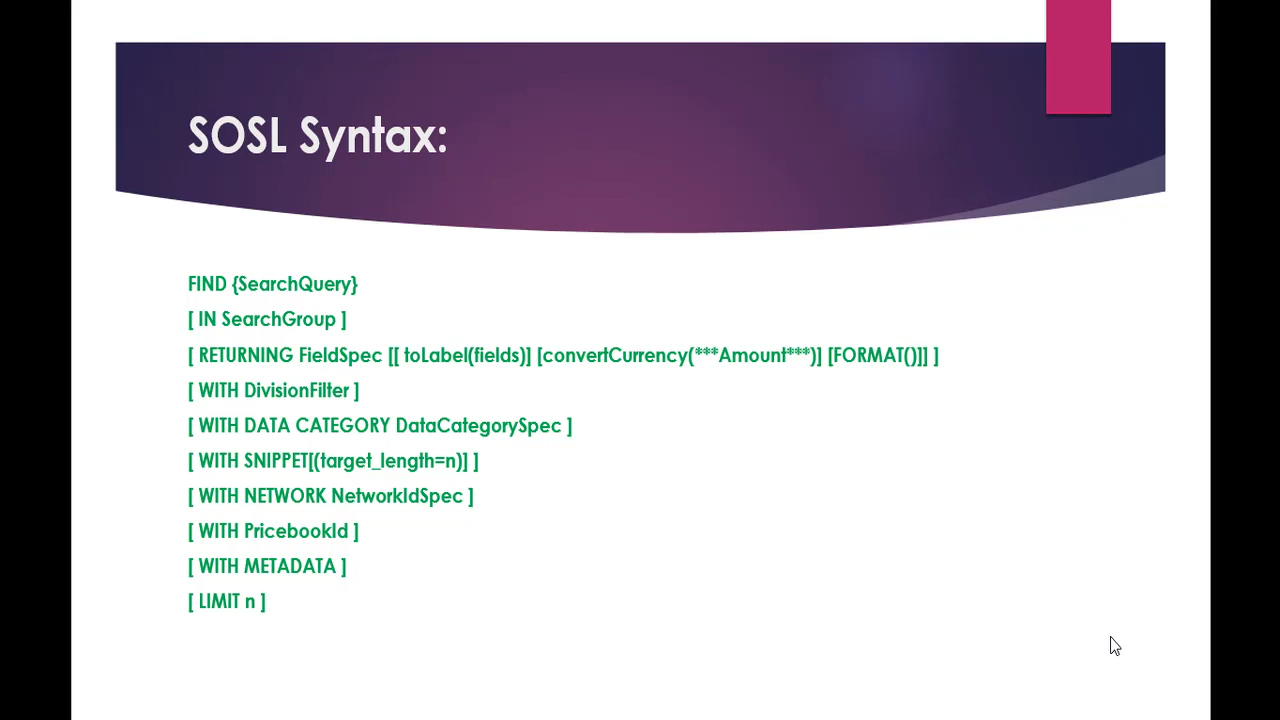 SOSL Syntax:
FIND {SearchQuery}
[ IN SearchGroup ]
[ RETURNING FieldSpec [[ toLabel(fields)] [convertCurrency(***Amount***)] [FORMAT()]] ]
[ WITH DivisionFilter ]
[ WITH DATA CATEGORY DataCategorySpec ]
[ WITH SNIPPET[(target_length=n)] ]
[ WITH NETWORK NetworkIdSpec ]
[ WITH PricebookId ]
[ WITH METADATA ]
[ LIMIT n ]